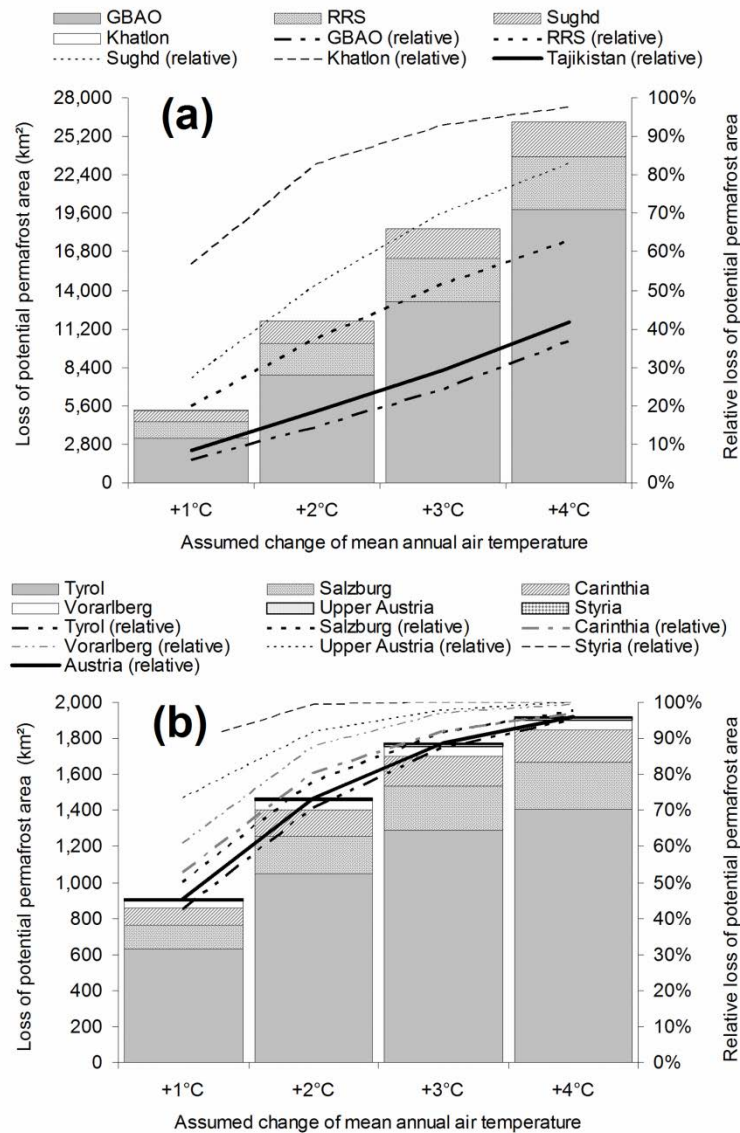 GBAO RRS Sughd
Khatlon GBAO (relative) RRS (relative)
Sughd (relative) Khatlon (relative) Tajikistan (relative)
(a)
28,000 100%
25,200 90%
22,400 80%
19,600 70%
16,800 60%
14,000 50%
11,200 40%
8,400 30%
5,600 20%
2,800 10%
0 0%
Loss of potential permafrost area (km²)
Relative loss of potential permafrost area
+1°C +2°C +3°C +4°C
Assumed change of mean annual air temperature
Tyrol Salzburg Carinthia
Vorarlberg Upper Austria Styria
Tyrol (relative) Salzburg (relative) Carinthia (relative)
Vorarlberg (relative) Upper Austria (relative) Styria (relative)
Austria (relative)
(b)
2,000 100%
1,800 90%
1,600 80%
1,400 70%
1,200 60%
1,000 50%
800 40%
600 30%
400 20%
200 10%
0 0%
Loss of potential permafrost area (km²)
Relative loss of potential permafrost area
+1°C +2°C +3°C +4°C
Assumed change of mean annual air temperature